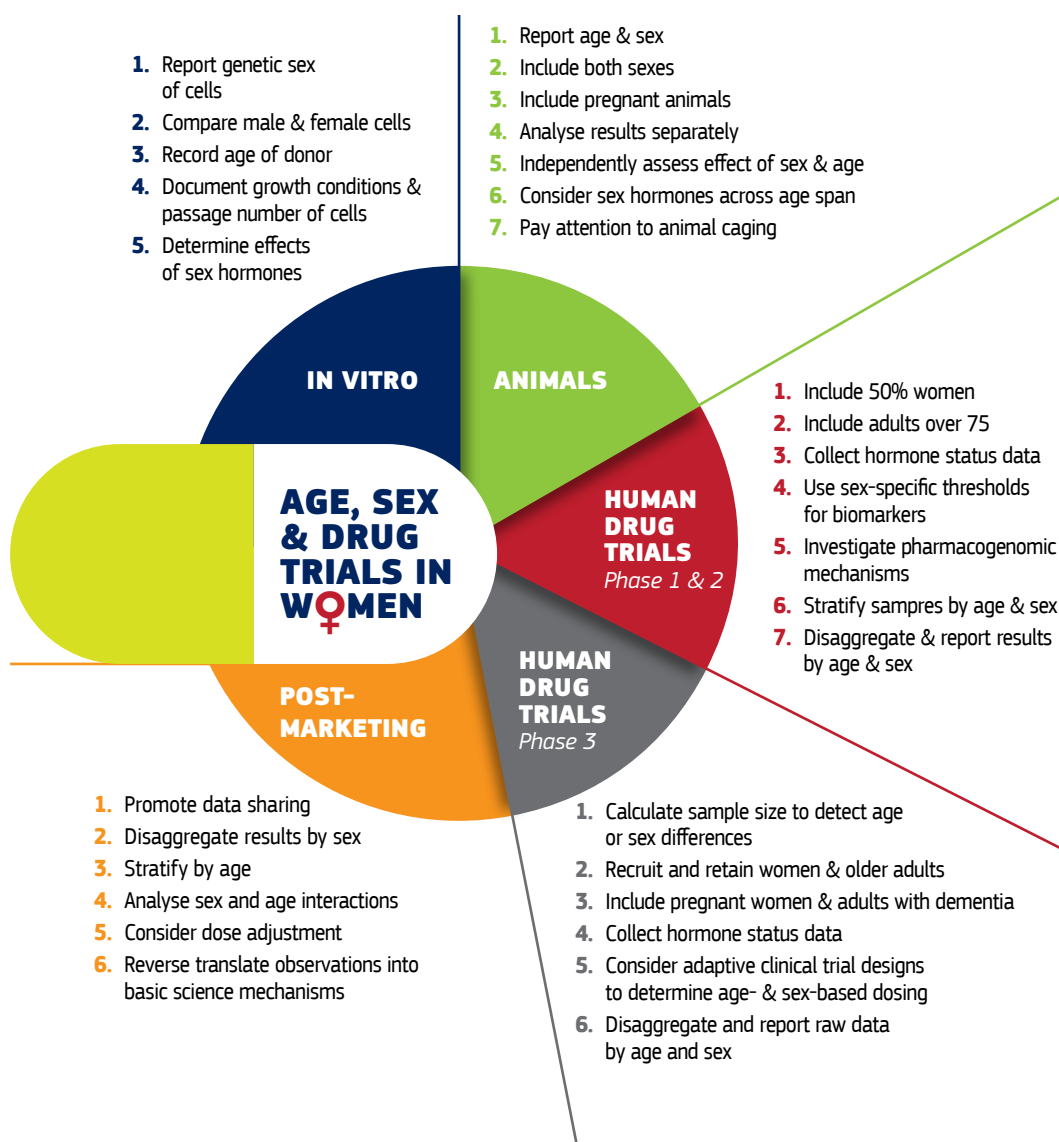 1. Report genetic sex
of cells
2. Compare male & female cells
3. Record age of donor
4. Document growth conditions &
passage number of cells
5. Determine effects
of sex hormones
1. Report age & sex
2. Include both sexes
3. Include pregnant animals
4. Analyse results separately
5. Independently assess effect of sex & age
6. Consider sex hormones across age span
7. Pay attention to animal caging
IN VITRO
ANIMALS
1. Include 50% women
2. Include adults over 75
3. Collect hormone status data
4. Use sex-specific thresholds
for biomarkers
5. Investigate pharmacogenomic
mechanisms
6. Stratify sampres by age & sex
7. Disaggregate & report results
by age & sex
AGE, SEX
& DRUG
TRIALS IN
WOMEN
HUMAN
DRUG
TRIALS
Phase 1 & 2
HUMAN
DRUG
TRIALS
Phase 3
POST-
MARKETING
1. Promote data sharing
2. Disaggregate results by sex
3. Stratify by age
4. Analyse sex and age interactions
5. Consider dose adjustment
6. Reverse translate observations into
basic science mechanisms
1. Calculate sample size to detect age
or sex differences
2. Recruit and retain women & older adults
3. Include pregnant women & adults with dementia
4. Collect hormone status data
5. Consider adaptive clinical trial designs
to determine age- & sex-based dosing
6. Disaggregate and report raw data
by age and sex